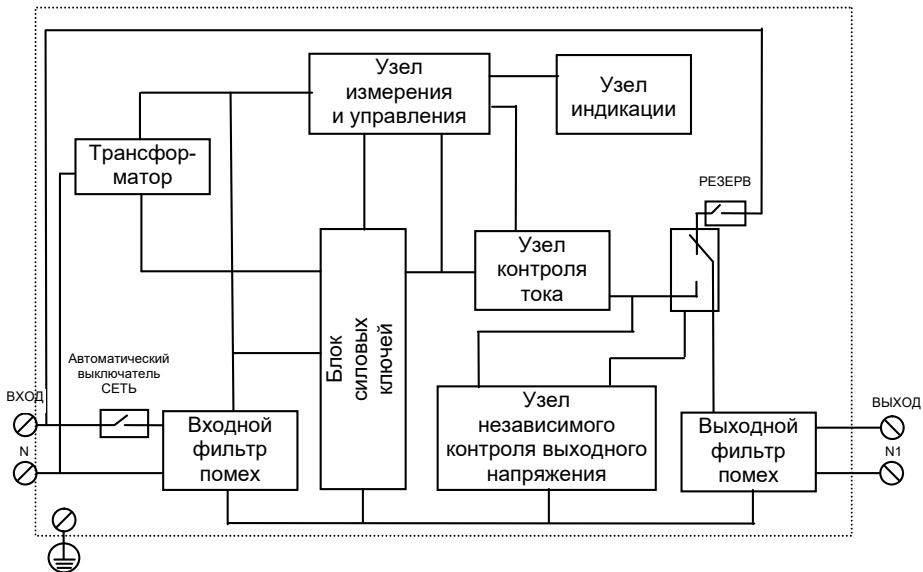 Узел
измерения
и управления
Узел
индикации
Трансфор-
матор
РЕЗЕРВ
Узел
контроля
тока
Блок
силовых
ключей
Автоматический
выключатель
СЕТЬ
ВХОД
N
Входной
фильтр
помех
Узел
независимого
контроля выходного
напряжения
Выходной
фильтр
помех
ВЫХОД
N1